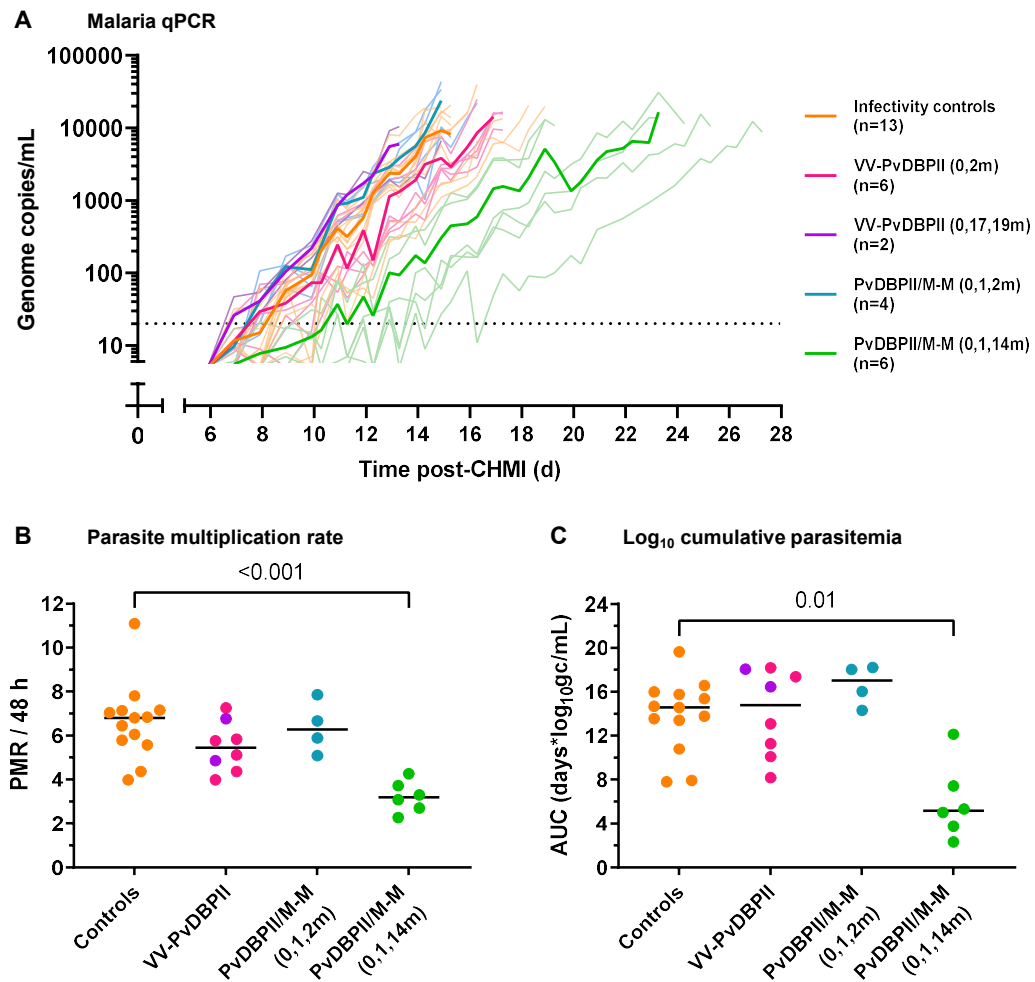 A Malaria qPCR
100000
10000
1000
100
10
Genome copies/mL
0 6 8 10 12 14 16 18 20 22 24 26 28
Time post-CHMI (d)
Infectivity controls
(n=13)
VV-PvDBPII (0,2m)
(n=6)
VV-PvDBPII (0,17,19m)
(n=2)
PvDBPII/M-M (0,1,2m)
(n=4)
PvDBPII/M-M (0,1,14m)
(n=6)
B Parasite multiplication rate
<0.001
12
10
8
6
4
2
0
PMR / 48 h
Controls
VV-PvDBPII
PvDBPII/M-M
(0,1,2m)
PvDBPII/M-M
(0,1,14m)
C Log₁₀ cumulative parasitemia
0.01
24
20
16
12
8
4
0
AUC (days*log₁₀gc/mL)
Controls
VV-PvDBPII
PvDBPII/M-M
(0,1,2m)
PvDBPII/M-M
(0,1,14m)